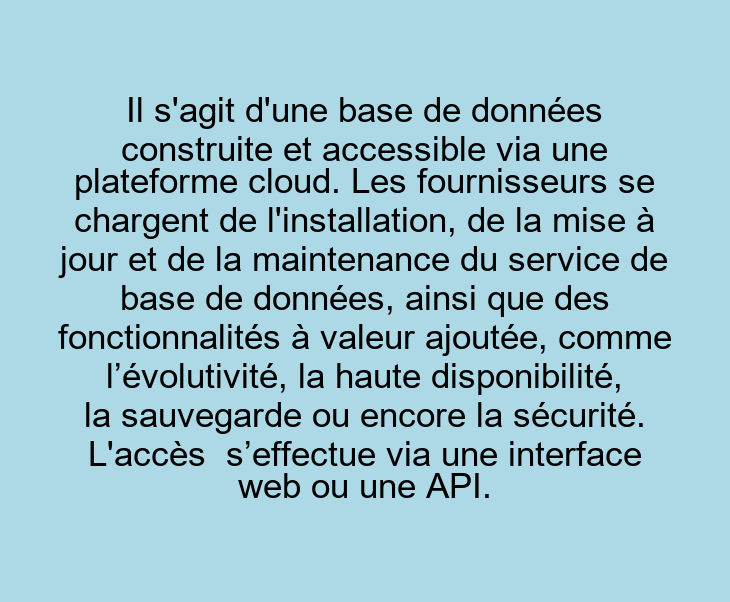 Il s'agit d'une base de données
construite et accessible via une
plateforme cloud. Les fournisseurs se
chargent de l'installation, de la mise à
jour et de la maintenance du service de
base de données, ainsi que des
fonctionnalités à valeur ajoutée, comme
l’évolutivité, la haute disponibilité,
la sauvegarde ou encore la sécurité.
L'accès  s’effectue via une interface
web ou une API.